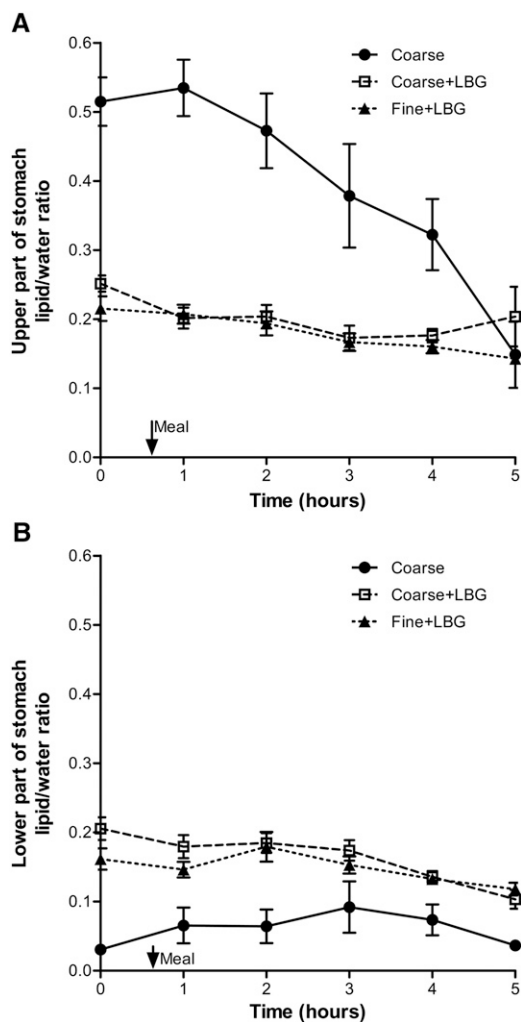 A
Upper part of stomach
lipid/water ratio
0.6
0.5
0.4
0.3
0.2
0.1
0.0
Coarse
Coarse+LBG
Fine+LBG
Meal
0 1 2 3 4 5
Time (hours)
B
Lower part of stomach
lipid/water ratio
0.6
0.5
0.4
0.3
0.2
0.1
0.0
Coarse
Coarse+LBG
Fine+LBG
Meal
0 1 2 3 4 5
Time (hours)